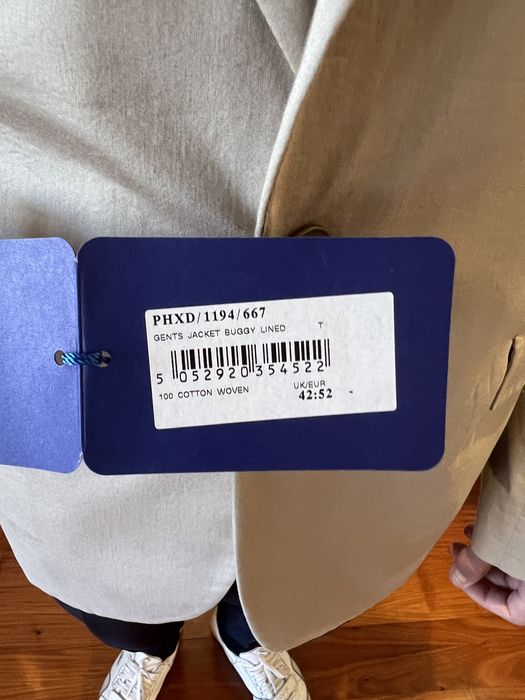 PHXD/1194/667
GENTS JACKET BUGGY LINED T
5 052920 354522
100 COTTON WOVEN UK/EUR
42:52 -